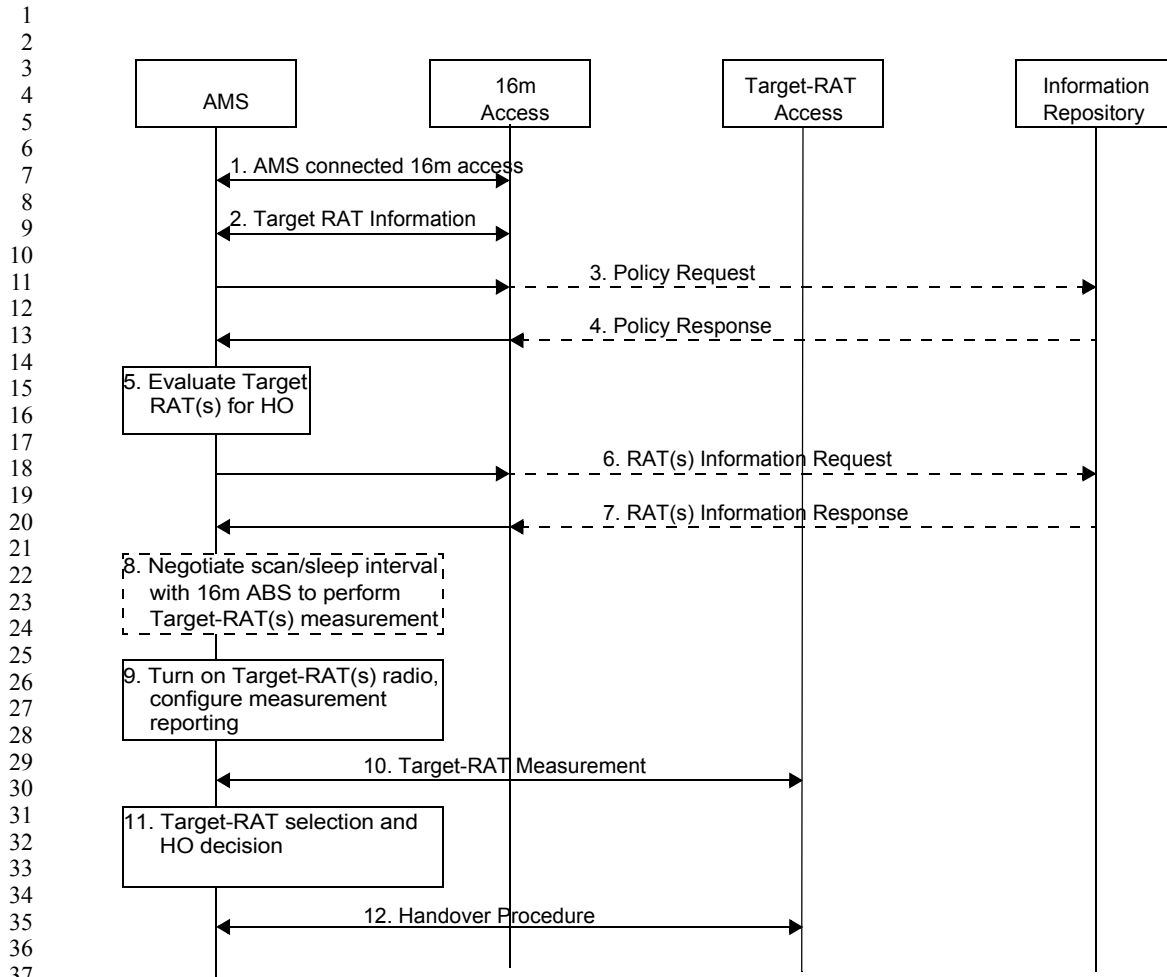 1
2
3
4
5
6
7
8
9
10
11
12
13
14
15
16
17
18
19
20
21
22
23
24
25
26
27
28
29
30
31
32
33
34
35
36
37
AMS
16m
Access
Target-RAT
Access
Information
Repository
1. AMS connected 16m access
2. Target RAT Information
3. Policy Request
4. Policy Response
5. Evaluate Target
RAT(s) for HO
6. RAT(s) Information Request
7. RAT(s) Information Response
8. Negotiate scan/sleep interval
with 16m ABS to perform
Target-RAT(s) measurement
9. Turn on Target-RAT(s) radio,
configure measurement
reporting
10. Target-RAT Measurement
11. Target-RAT selection and
HO decision
12. Handover Procedure